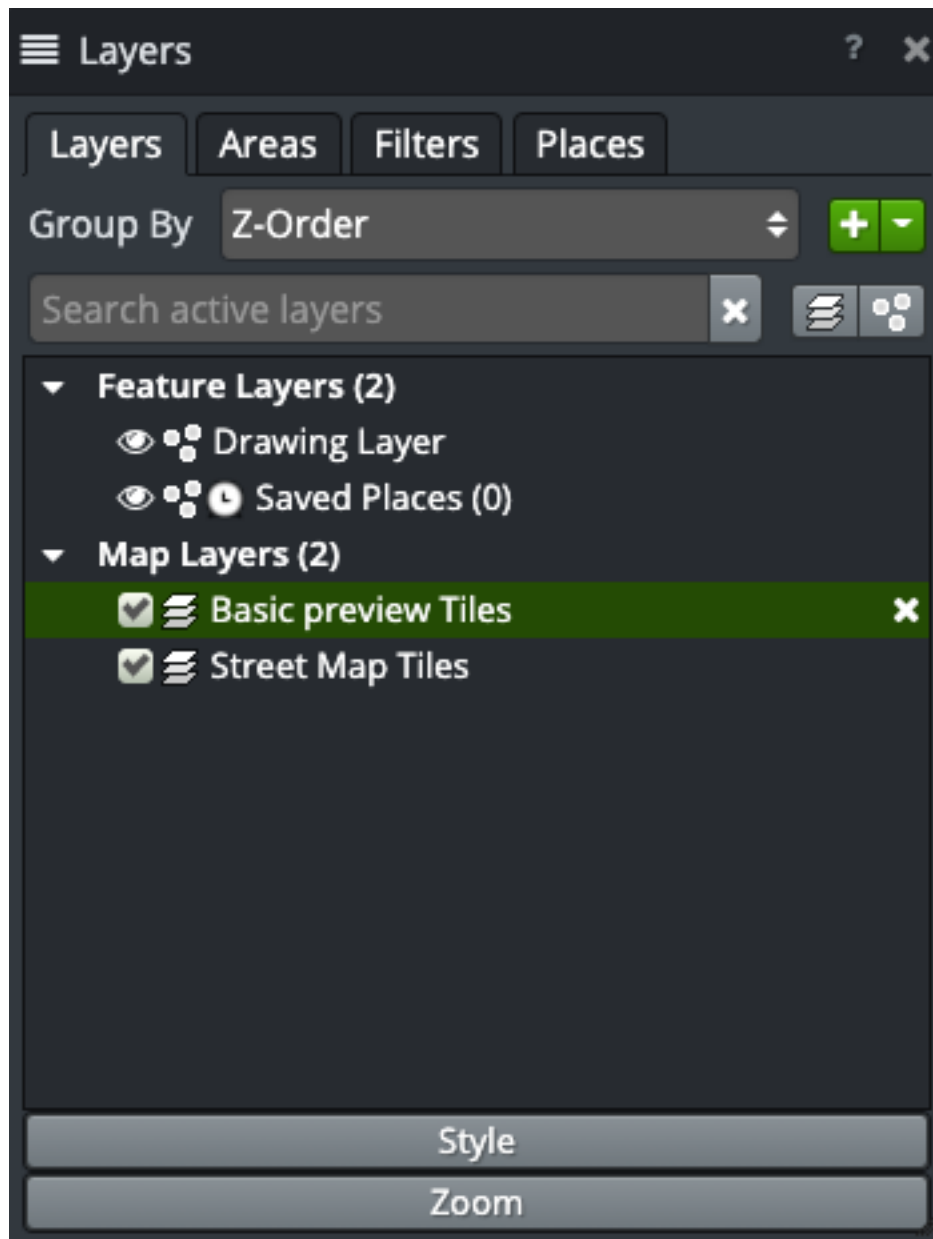 Layers ?
Layers Areas Filters Places
Group By Z-Order
Search active layers
Feature Layers (2)
Drawing Layer
Saved Places (0)
Map Layers (2)
Basic preview Tiles
Street Map Tiles
Style
Zoom